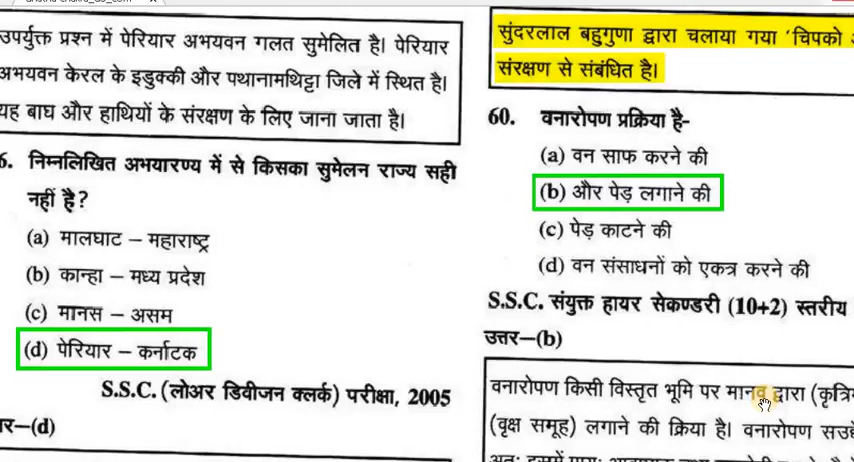 उपर्युक्त प्रश्न में पेरियार अभयवन गलत सुमेलित है। पेरियार
अभयवन केरल के इडुक्की और पथानामथिट्टा जिले में स्थित है।
यह बाघ और हाथियों के संरक्षण के लिए जाना जाता है।
6. निम्नलिखित अभयारण्य में से किसका सुमेलन राज्य सही
नहीं है?
(a) मालघाट – महाराष्ट्र
(b) कान्हा – मध्य प्रदेश
(c) मानस – असम
(d) पेरियार – कर्नाटक
S.S.C. (लोअर डिवीजन क्लर्क) परीक्षा, 2005
तर–(d)
सुंदरलाल बहुगुणा द्वारा चलाया गया 'चिपको
संरक्षण से संबंधित है।
60. वनारोपण प्रक्रिया है-
(a) वन साफ करने की
(b) और पेड़ लगाने की
(c) पेड़ काटने की
(d) वन संसाधनों को एकत्र करने की
S.S.C. संयुक्त हायर सेकण्डरी (10+2) स्तरीय
उत्तर–(b)
वनारोपण किसी विस्तृत भूमि पर मानव द्वारा
(वृक्ष समूह) लगाने की क्रिया है। वनारोपण